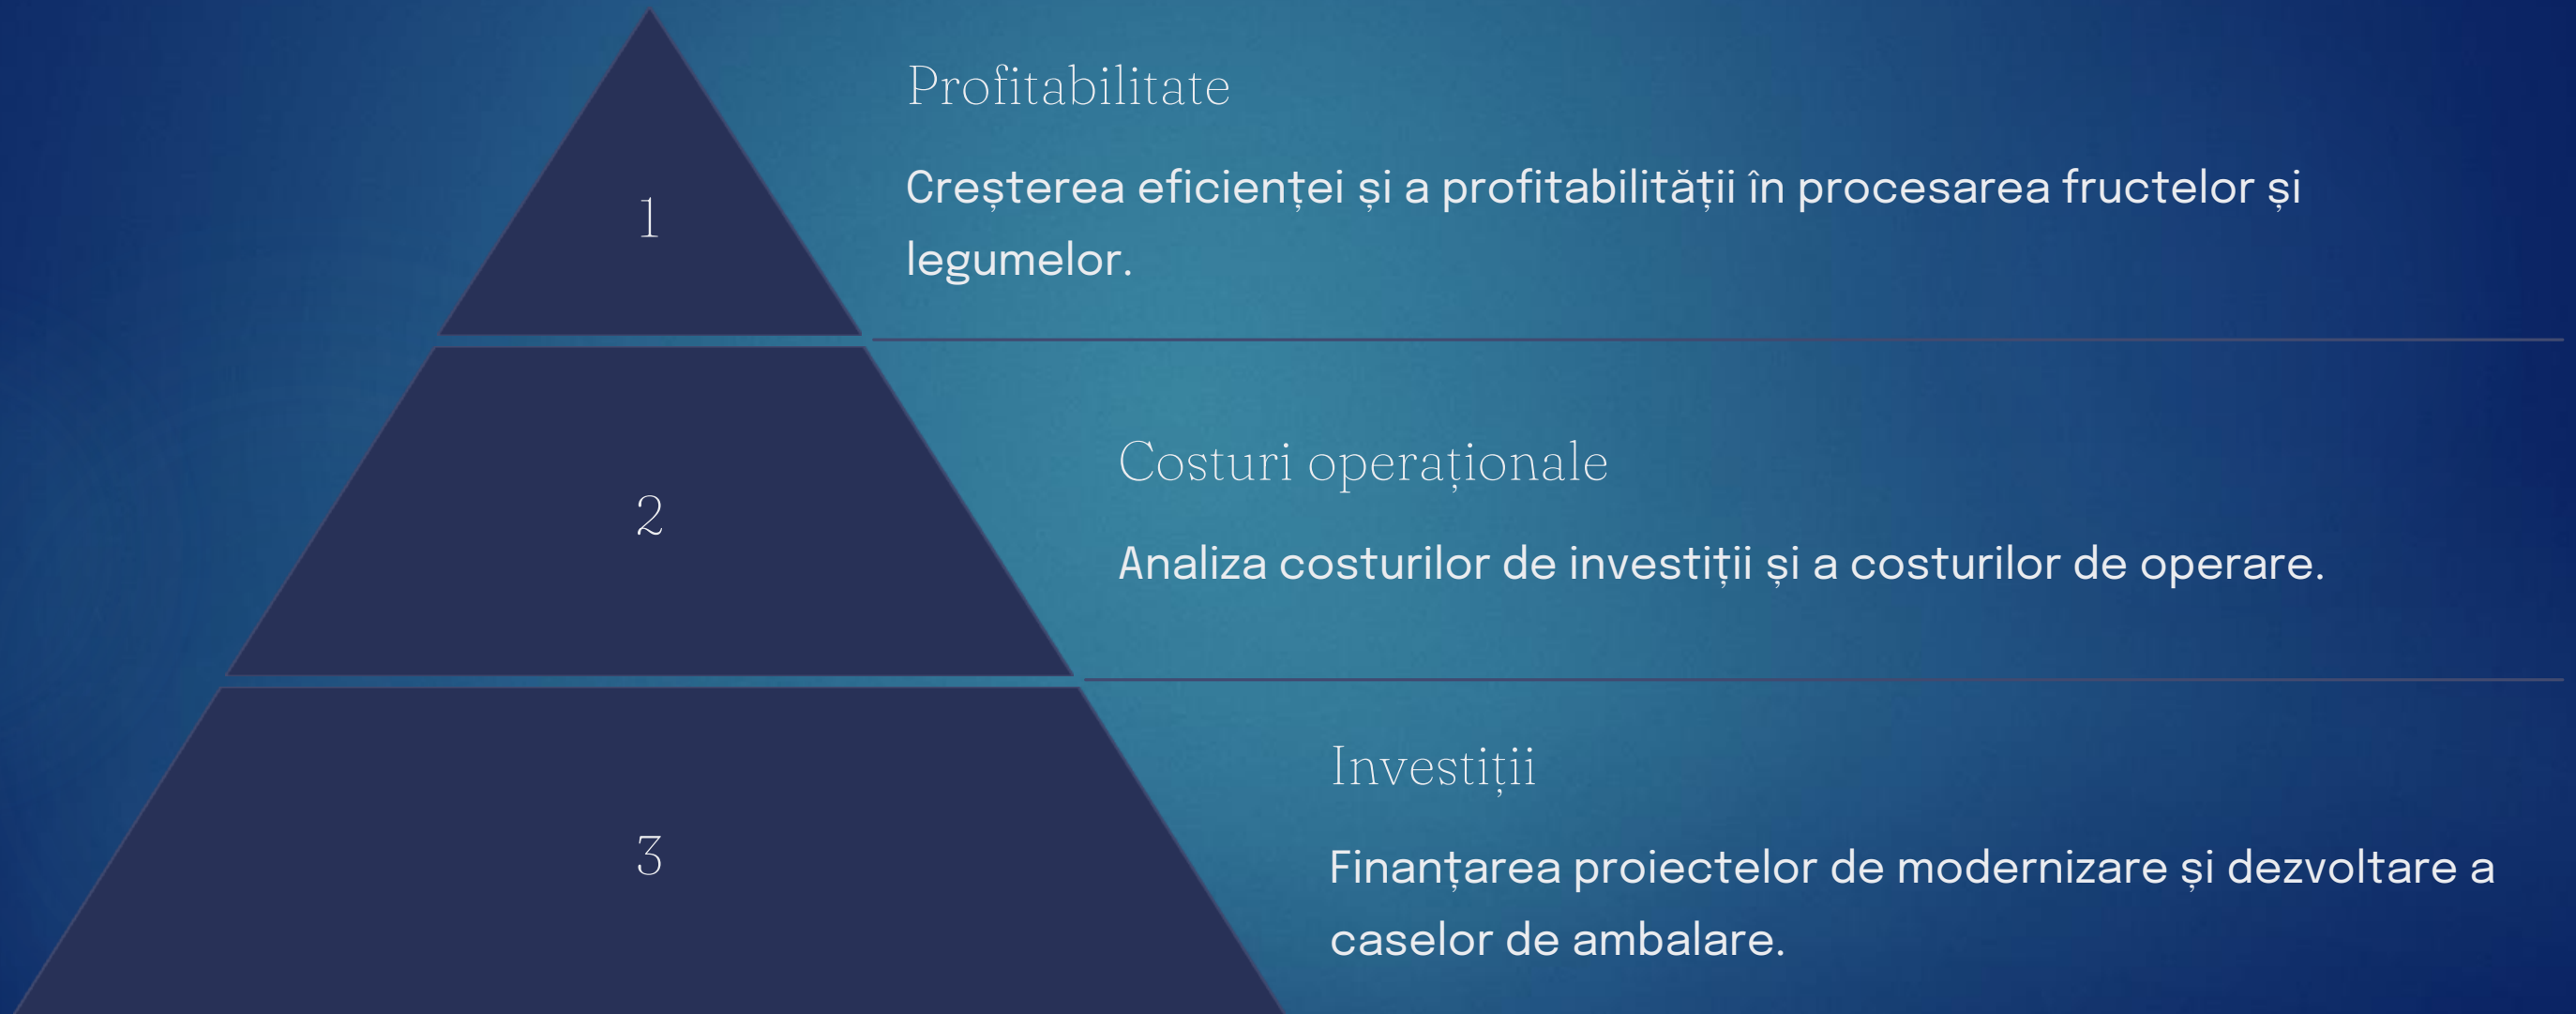 1
Profitabilitate
Creșterea eficienței și a profitabilității în procesarea fructelor și
legumelor.
2
Costuri operaționale
Analiza costurilor de investiții și a costurilor de operare.
3
Investiții
Finanțarea proiectelor de modernizare și dezvoltare a
caselor de ambalare.